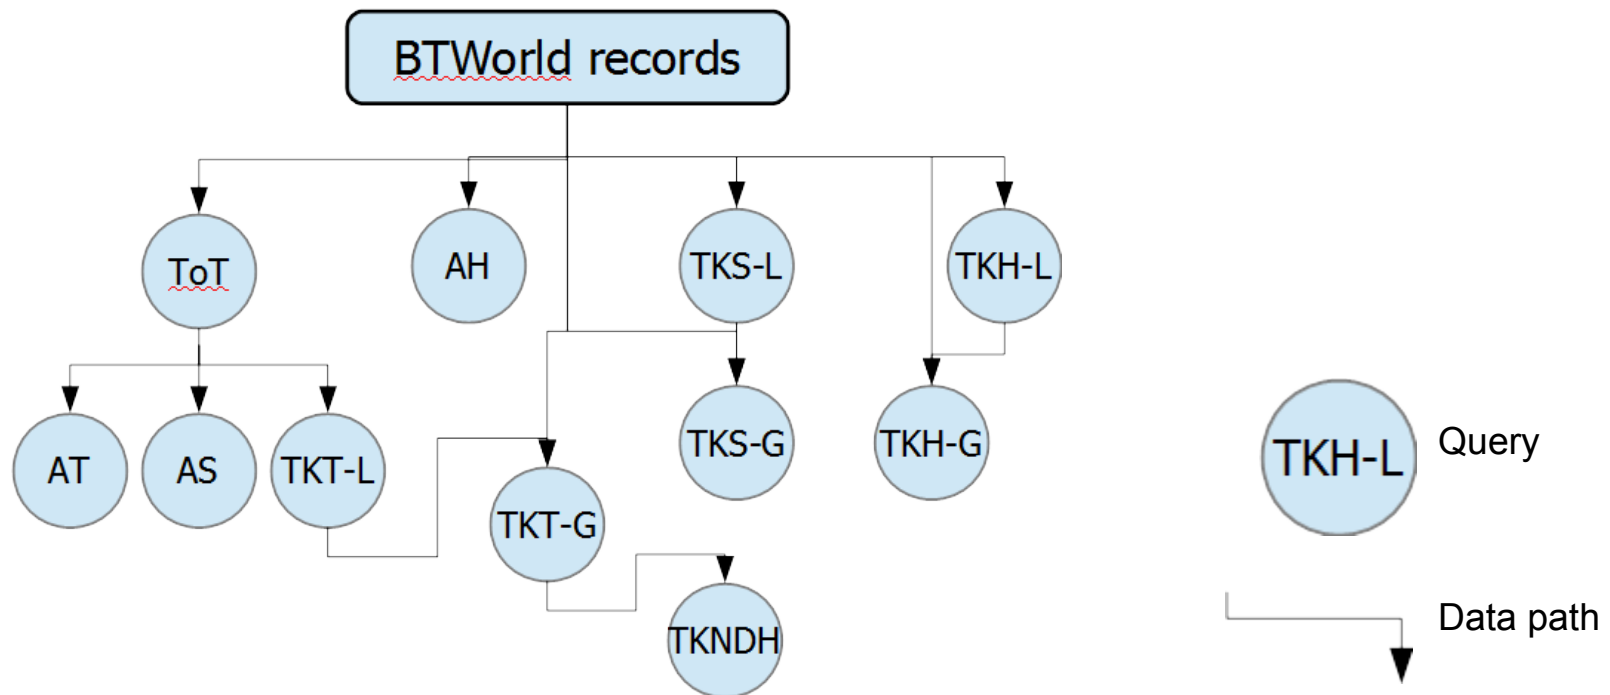 BTWorld records
ToT
AH
TKS-L
TKH-L
AT
AS
TKT-L
TKT-G
TKS-G
TKH-G
TKNDH
TKH-L
Query
Data path